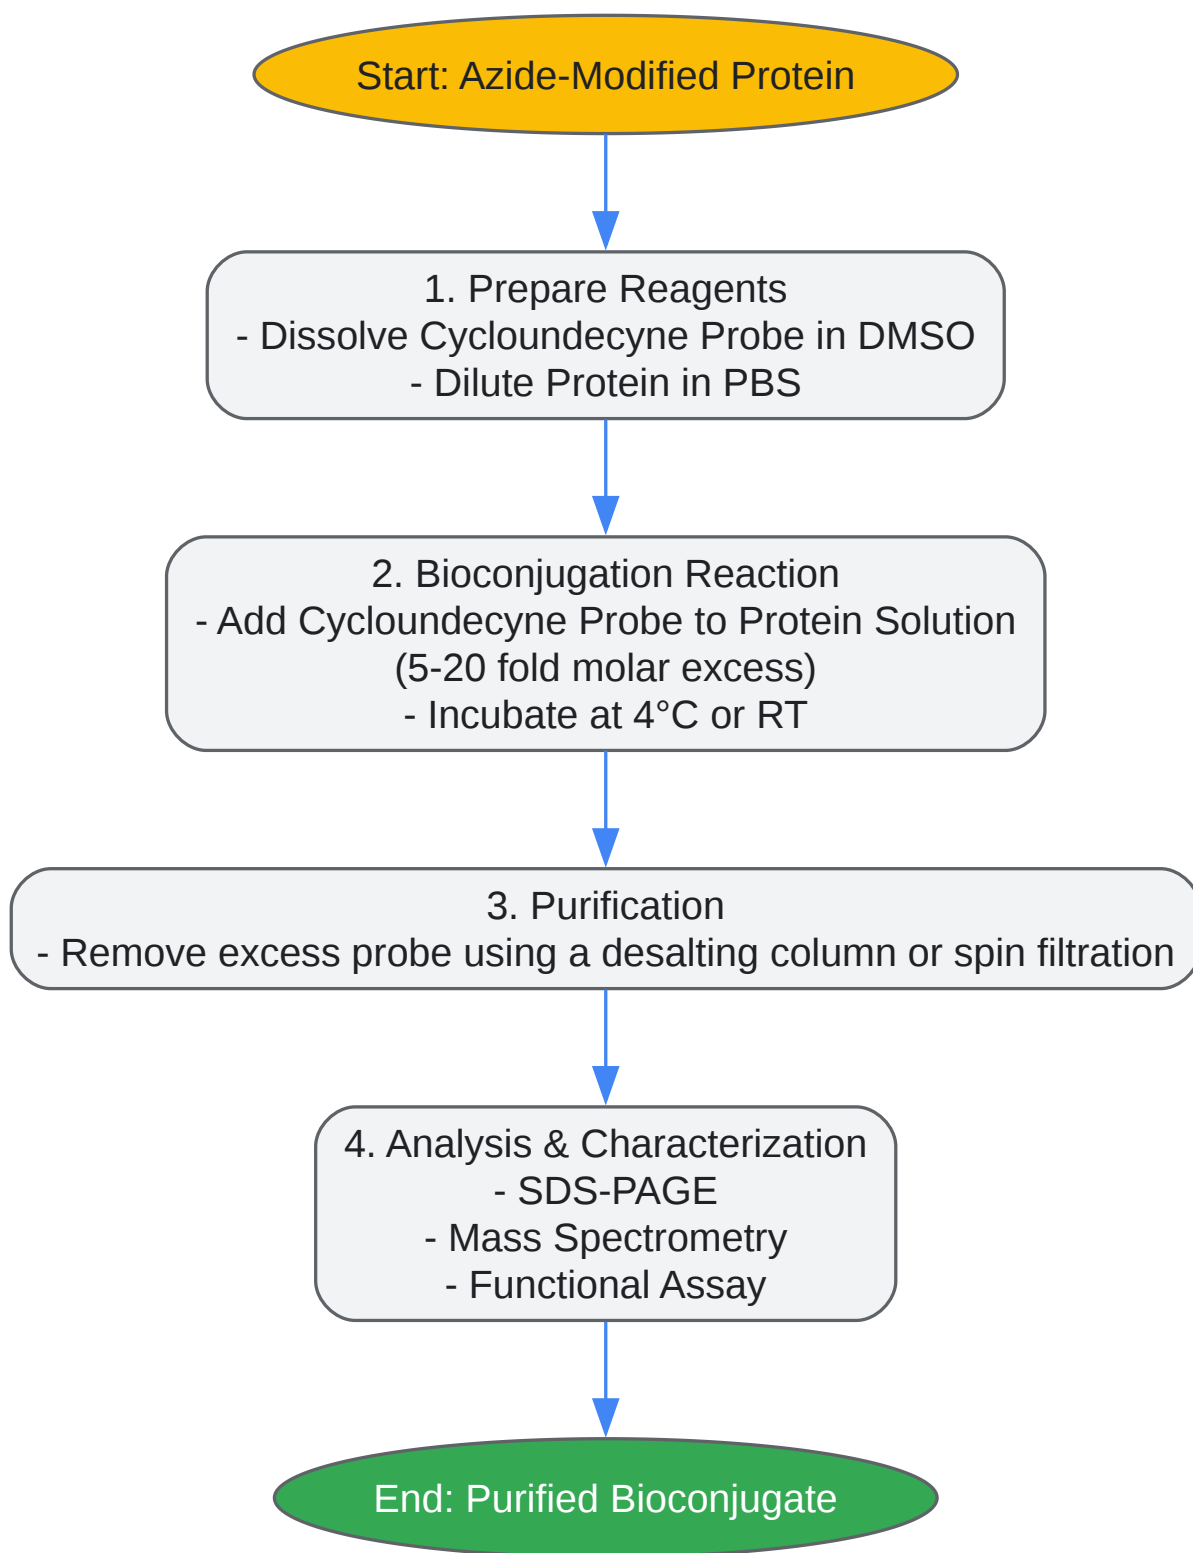 Start: Azide-Modified Protein
1. Prepare Reagents
- Dissolve Cycloundecyne Probe in DMSO
- Dilute Protein in PBS
2. Bioconjugation Reaction
- Add Cycloundecyne Probe to Protein Solution
(5-20 fold molar excess)
- Incubate at 4°C or RT
3. Purification
- Remove excess probe using a desalting column or spin filtration
4. Analysis & Characterization
- SDS-PAGE
- Mass Spectrometry
- Functional Assay
End: Purified Bioconjugate